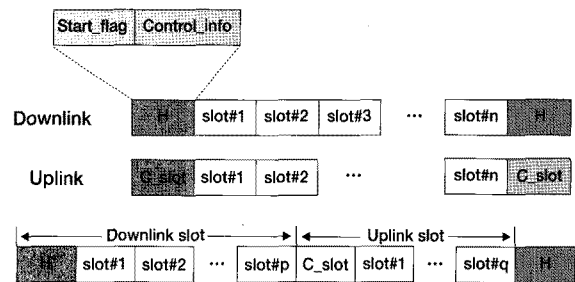 Start_flag Control_info
Downlink H slot#1 slot#2 slot#3 ... slot#n H
Uplink C_slot slot#1 slot#2 ... slot#n C_slot
Downlink slot Uplink slot
H slot#1 slot#2 ... slot#p C_slot slot#1 ... slot#q H